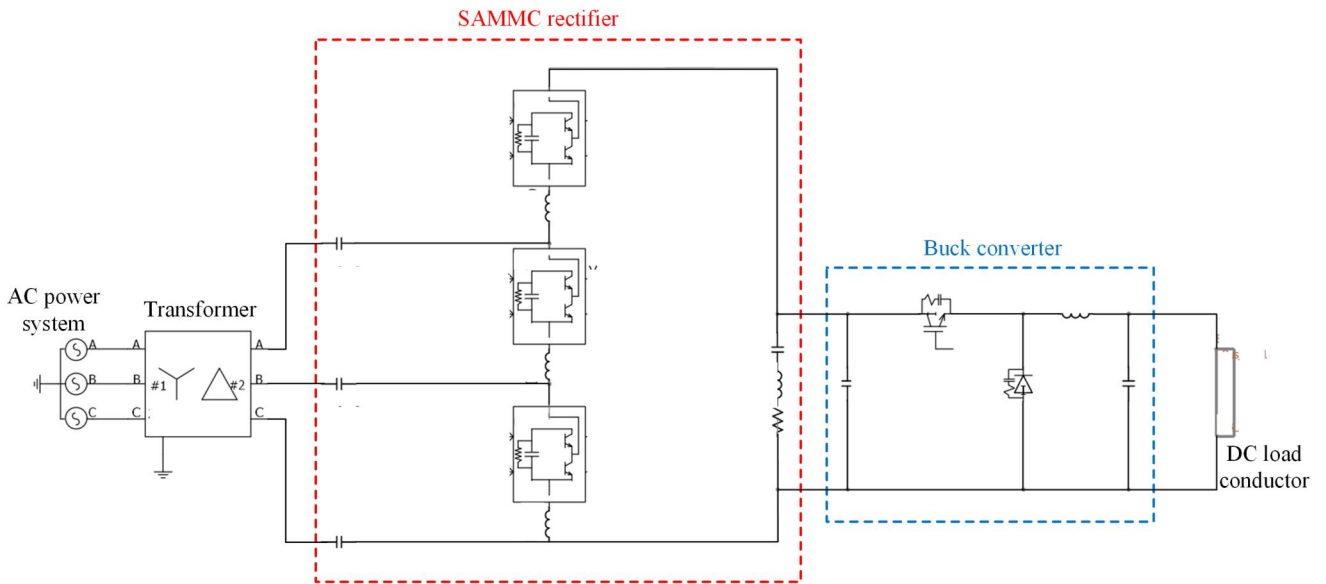 SAMMC rectifier
Buck converter
AC power
system
Transformer
A
A
A
B
B
#1
#2
B
C
C
C
DC load
conductor